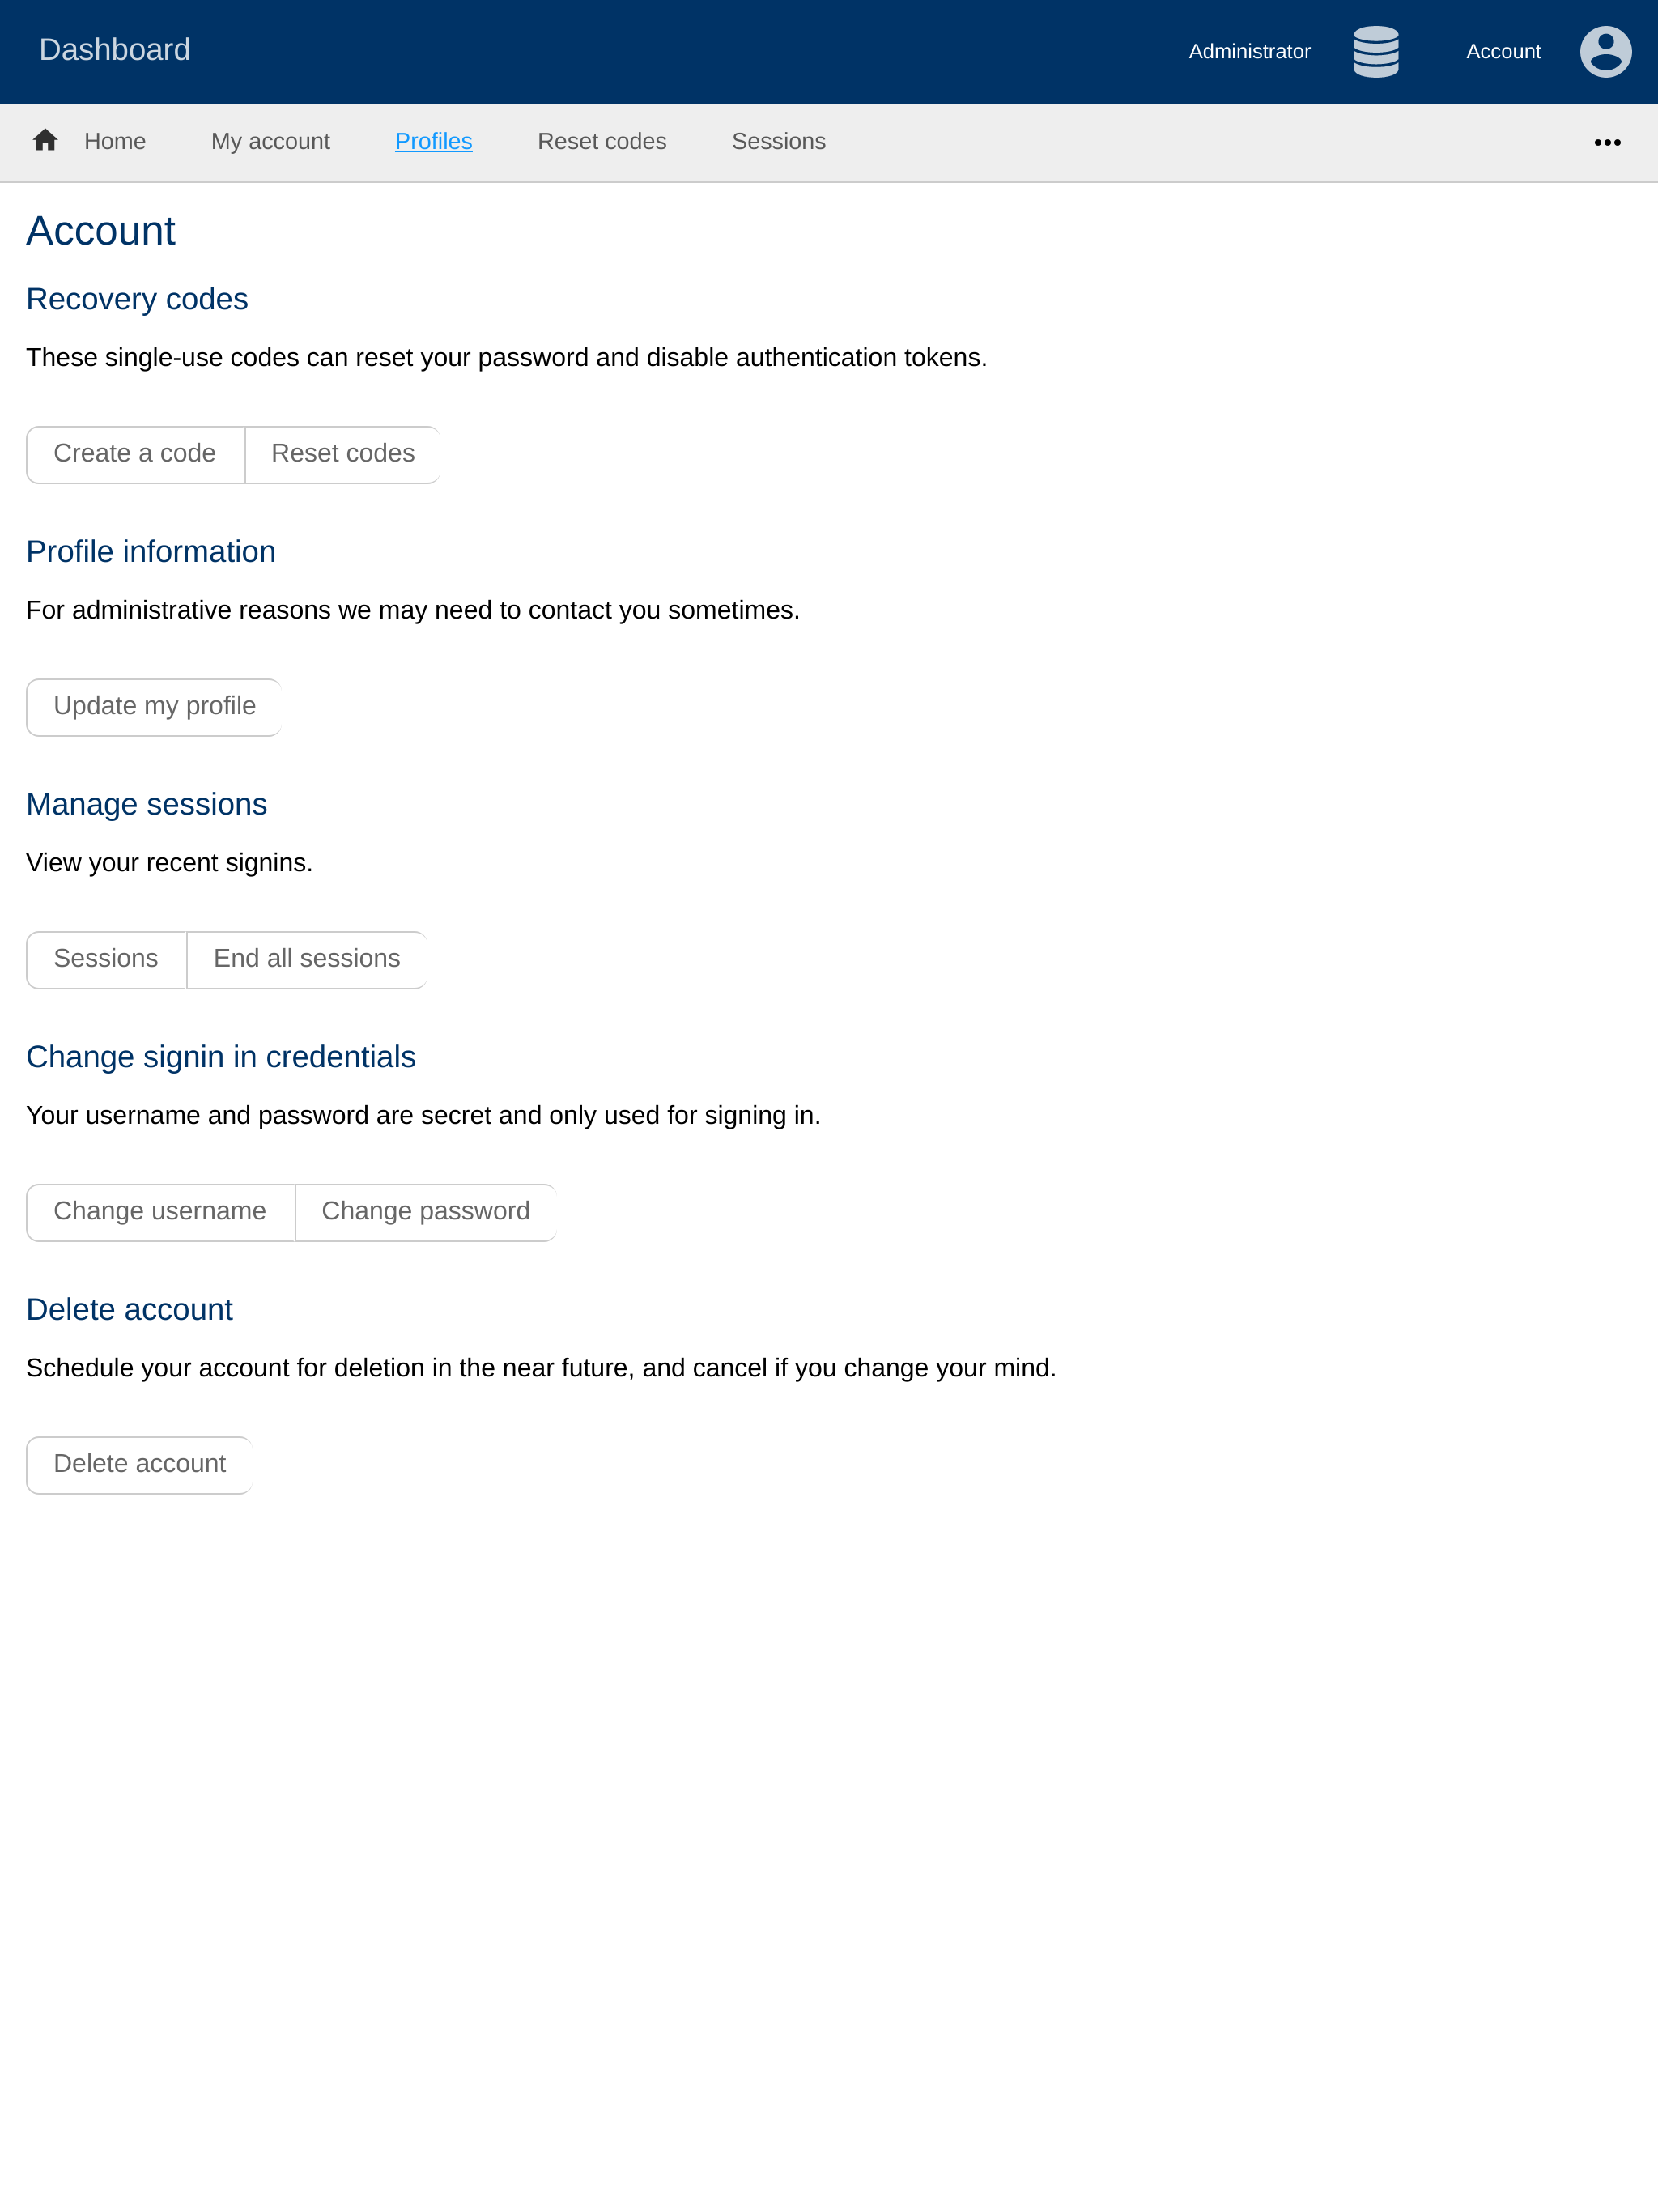 Dashboard Administrator Account
Home My account Profiles Reset codes Sessions
Account
Recovery codes
These single-use codes can reset your password and disable authentication tokens.
Create a code Reset codes
Profile information
For administrative reasons we may need to contact you sometimes.
Update my profile
Manage sessions
View your recent signins.
Sessions End all sessions
Change signin in credentials
Your username and password are secret and only used for signing in.
Change username Change password
Delete account
Schedule your account for deletion in the near future, and cancel if you change your mind.
Delete account